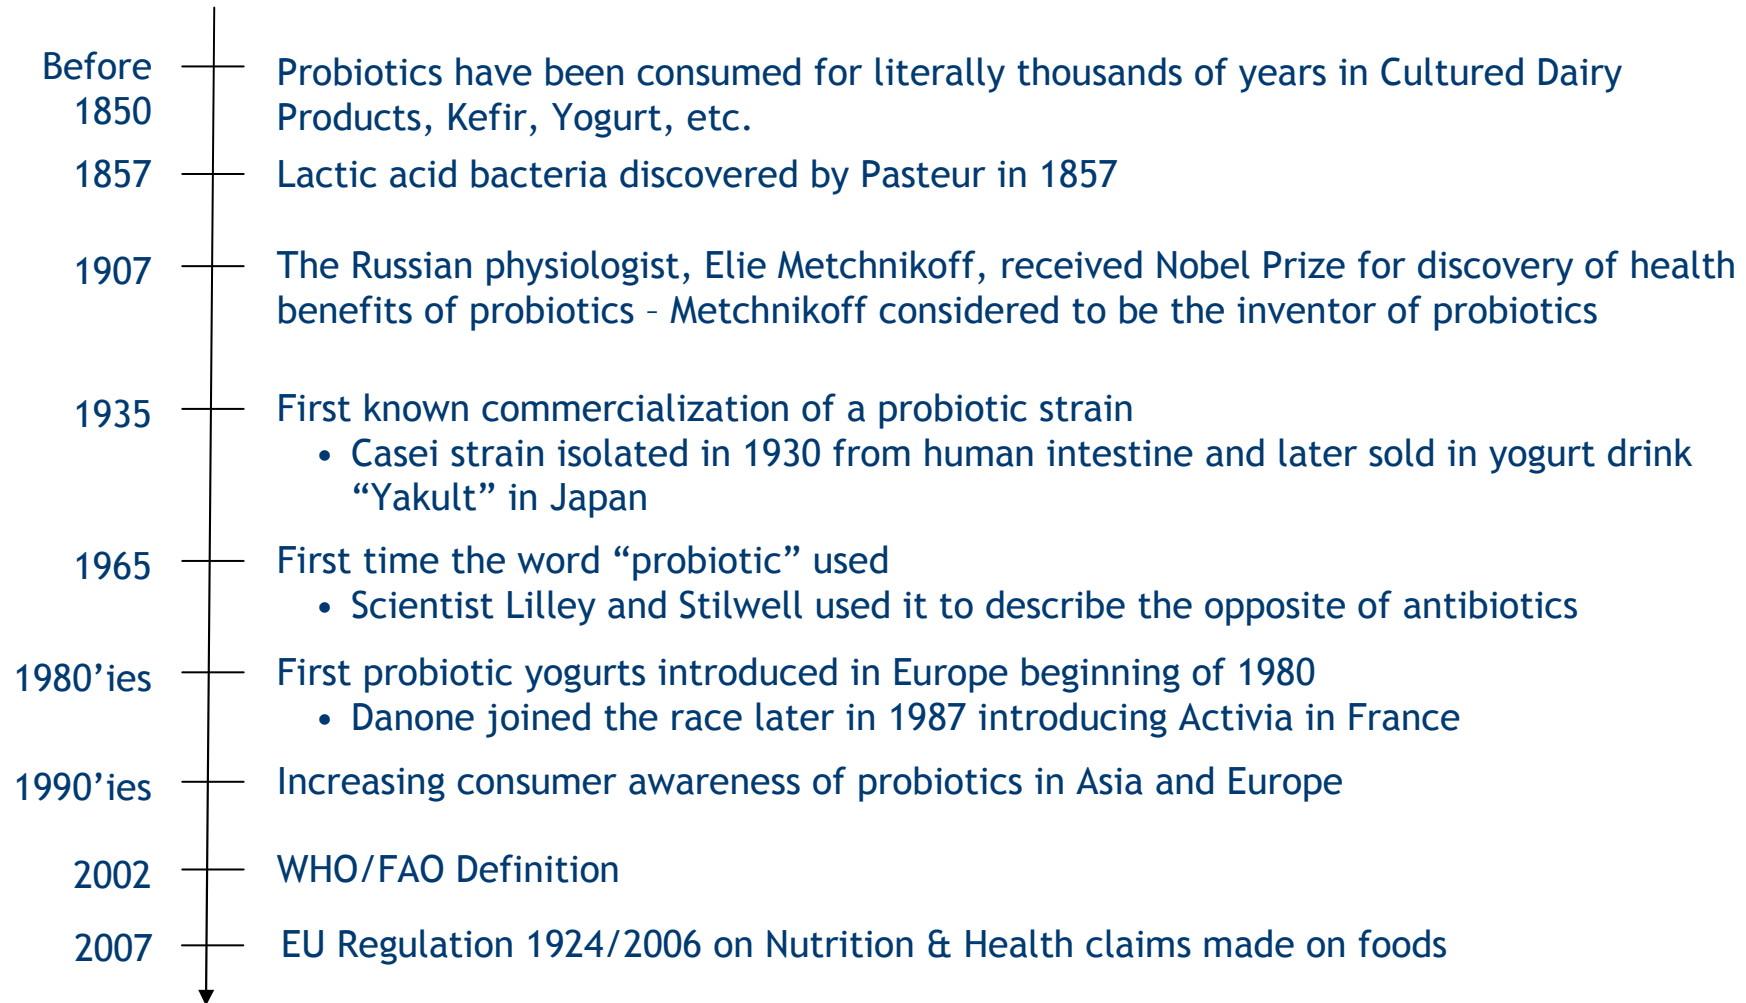 Before
1850
Probiotics have been consumed for literally thousands of years in Cultured Dairy
Products, Kefir, Yogurt, etc.
1857
Lactic acid bacteria discovered by Pasteur in 1857
1907
The Russian physiologist, Elie Metchnikoff, received Nobel Prize for discovery of health
benefits of probiotics – Metchnikoff considered to be the inventor of probiotics
1935
First known commercialization of a probiotic strain
• Casei strain isolated in 1930 from human intestine and later sold in yogurt drink
“Yakult” in Japan
1965
First time the word “probiotic” used
• Scientist Lilley and Stilwell used it to describe the opposite of antibiotics
1980’ies
First probiotic yogurts introduced in Europe beginning of 1980
• Danone joined the race later in 1987 introducing Activia in France
1990’ies
Increasing consumer awareness of probiotics in Asia and Europe
2002
WHO/FAO Definition
2007
EU Regulation 1924/2006 on Nutrition & Health claims made on foods